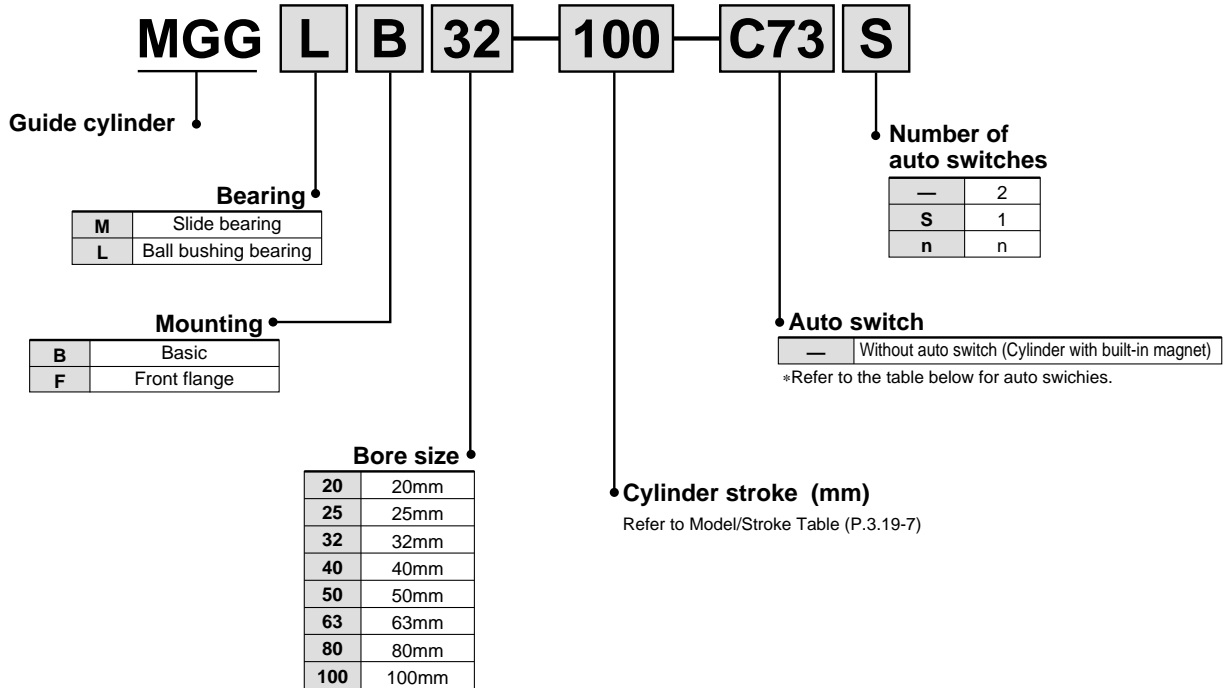 MGG L B 32 — 100 — C73 S
Guide cylinder
Bearing
M Slide bearing
L Ball bushing bearing
Mounting
B Basic
F Front flange
Bore size
20 20mm
25 25mm
32 32mm
40 40mm
50 50mm
63 63mm
80 80mm
100 100mm
Cylinder stroke (mm)
Refer to Model/Stroke Table (P.3.19-7)
Auto switch
— Without auto switch (Cylinder with built-in magnet)
*Refer to the table below for auto swichies.
Number of
auto switches
— 2
S 1
n n